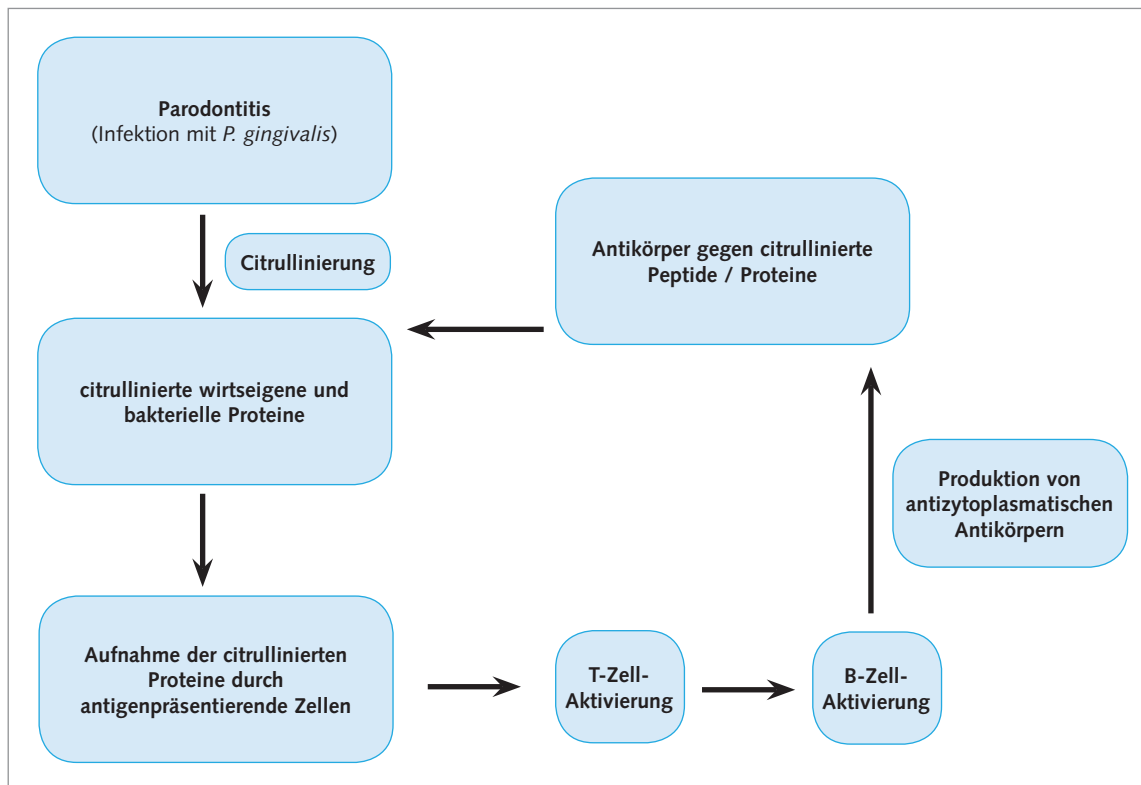 Parodontitis
(Infektion mit P. gingivalis)
Citrullinierung
citrullinierte wirtseigene und
bakterielle Proteine
Aufnahme der citrullinierten
Proteine durch
antigenpräsentierende Zellen
T-Zell-
Aktivierung
B-Zell-
Aktivierung
Produktion von
antizytoplasmatischen
Antikörpern
Antikörper gegen citrullinierte
Peptide / Proteine